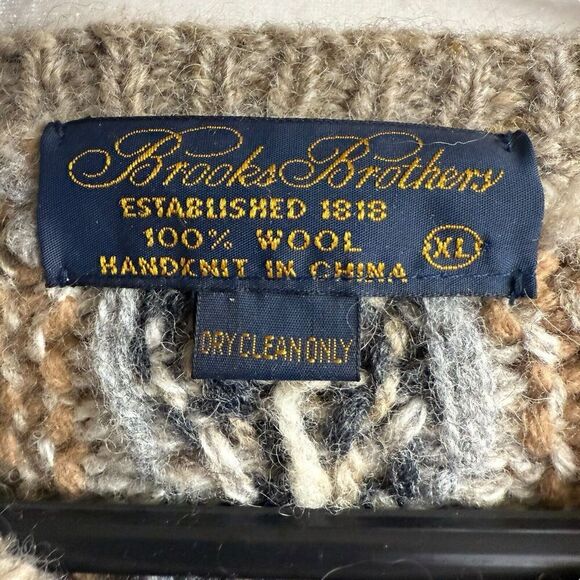 Brooks Brothers
ESTABLISHED 1818
100% WOOL
XL
HANDKNIT IN CHINA
DRY CLEAN ONLY